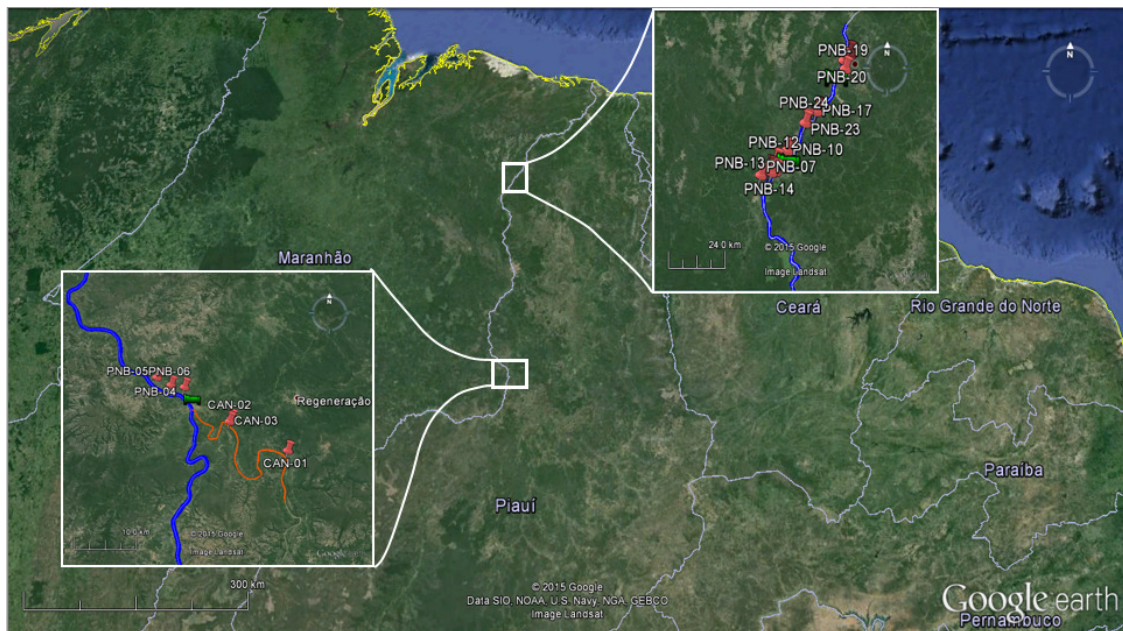 N
PNB-19
PNB-20
PNB-24
PNB-17
PNB-23
PNB-12
PNB-10
PNB-13
PNB-07
PNB-14
24.0 km
© 2015 Google
Image Landsat
N
Maranhão
Ceará
Rio Grande do Norte
N
PNB-05
PNB-06
PNB-04
CAN-02
Regeneração
CAN-03
CAN-01
10.0 km
© 2015 Google
Image Landsat
Google earth
Paraíba
Piauí
300 km
© 2015 Google
Data SIO, NOAA, U.S. Navy, NGA, GEBCO
Image Landsat
Google earth
Pernambuco